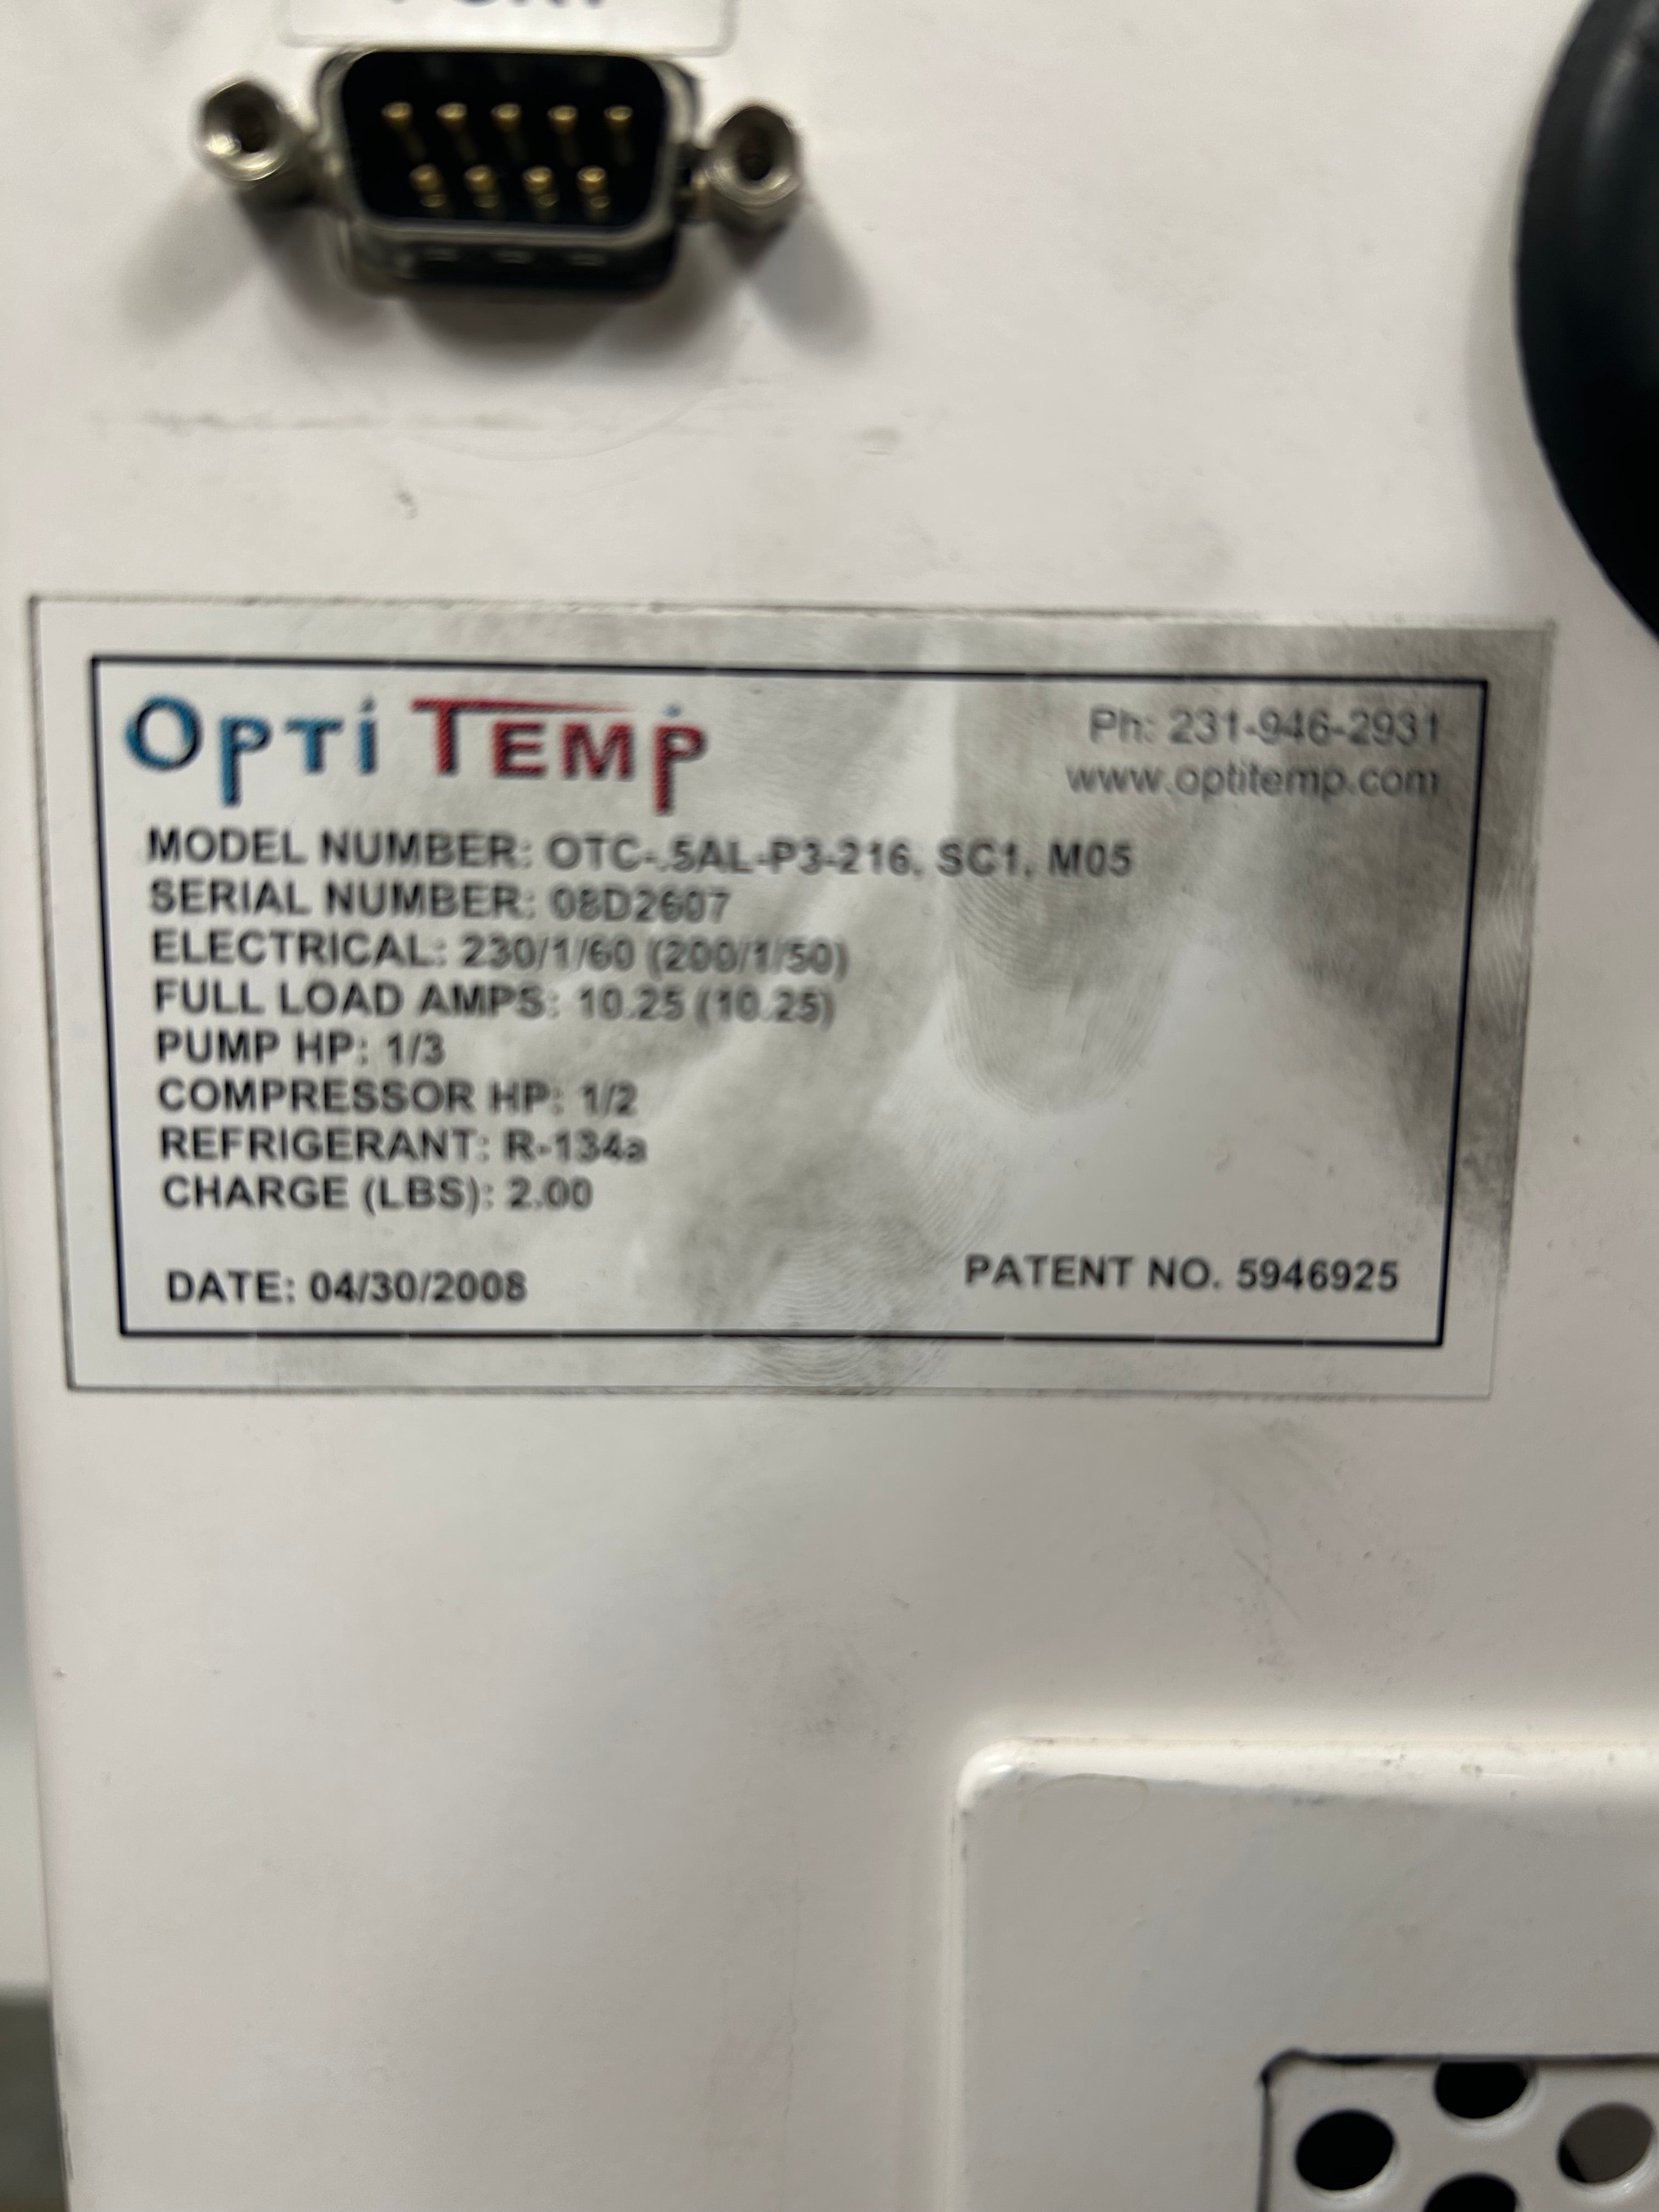 OPTi TEMP
Ph: 231-946-2931
www.optitemp.com
MODEL NUMBER: OTC-.5AL-P3-216, SC1, M05
SERIAL NUMBER: 08D2607
ELECTRICAL: 230/1/60 (200/1/50)
FULL LOAD AMPS: 10.25 (10.25)
PUMP HP: 1/3
COMPRESSOR HP: 1/2
REFRIGERANT: R-134a
CHARGE (LBS): 2.00
DATE: 04/30/2008
PATENT NO. 5946925